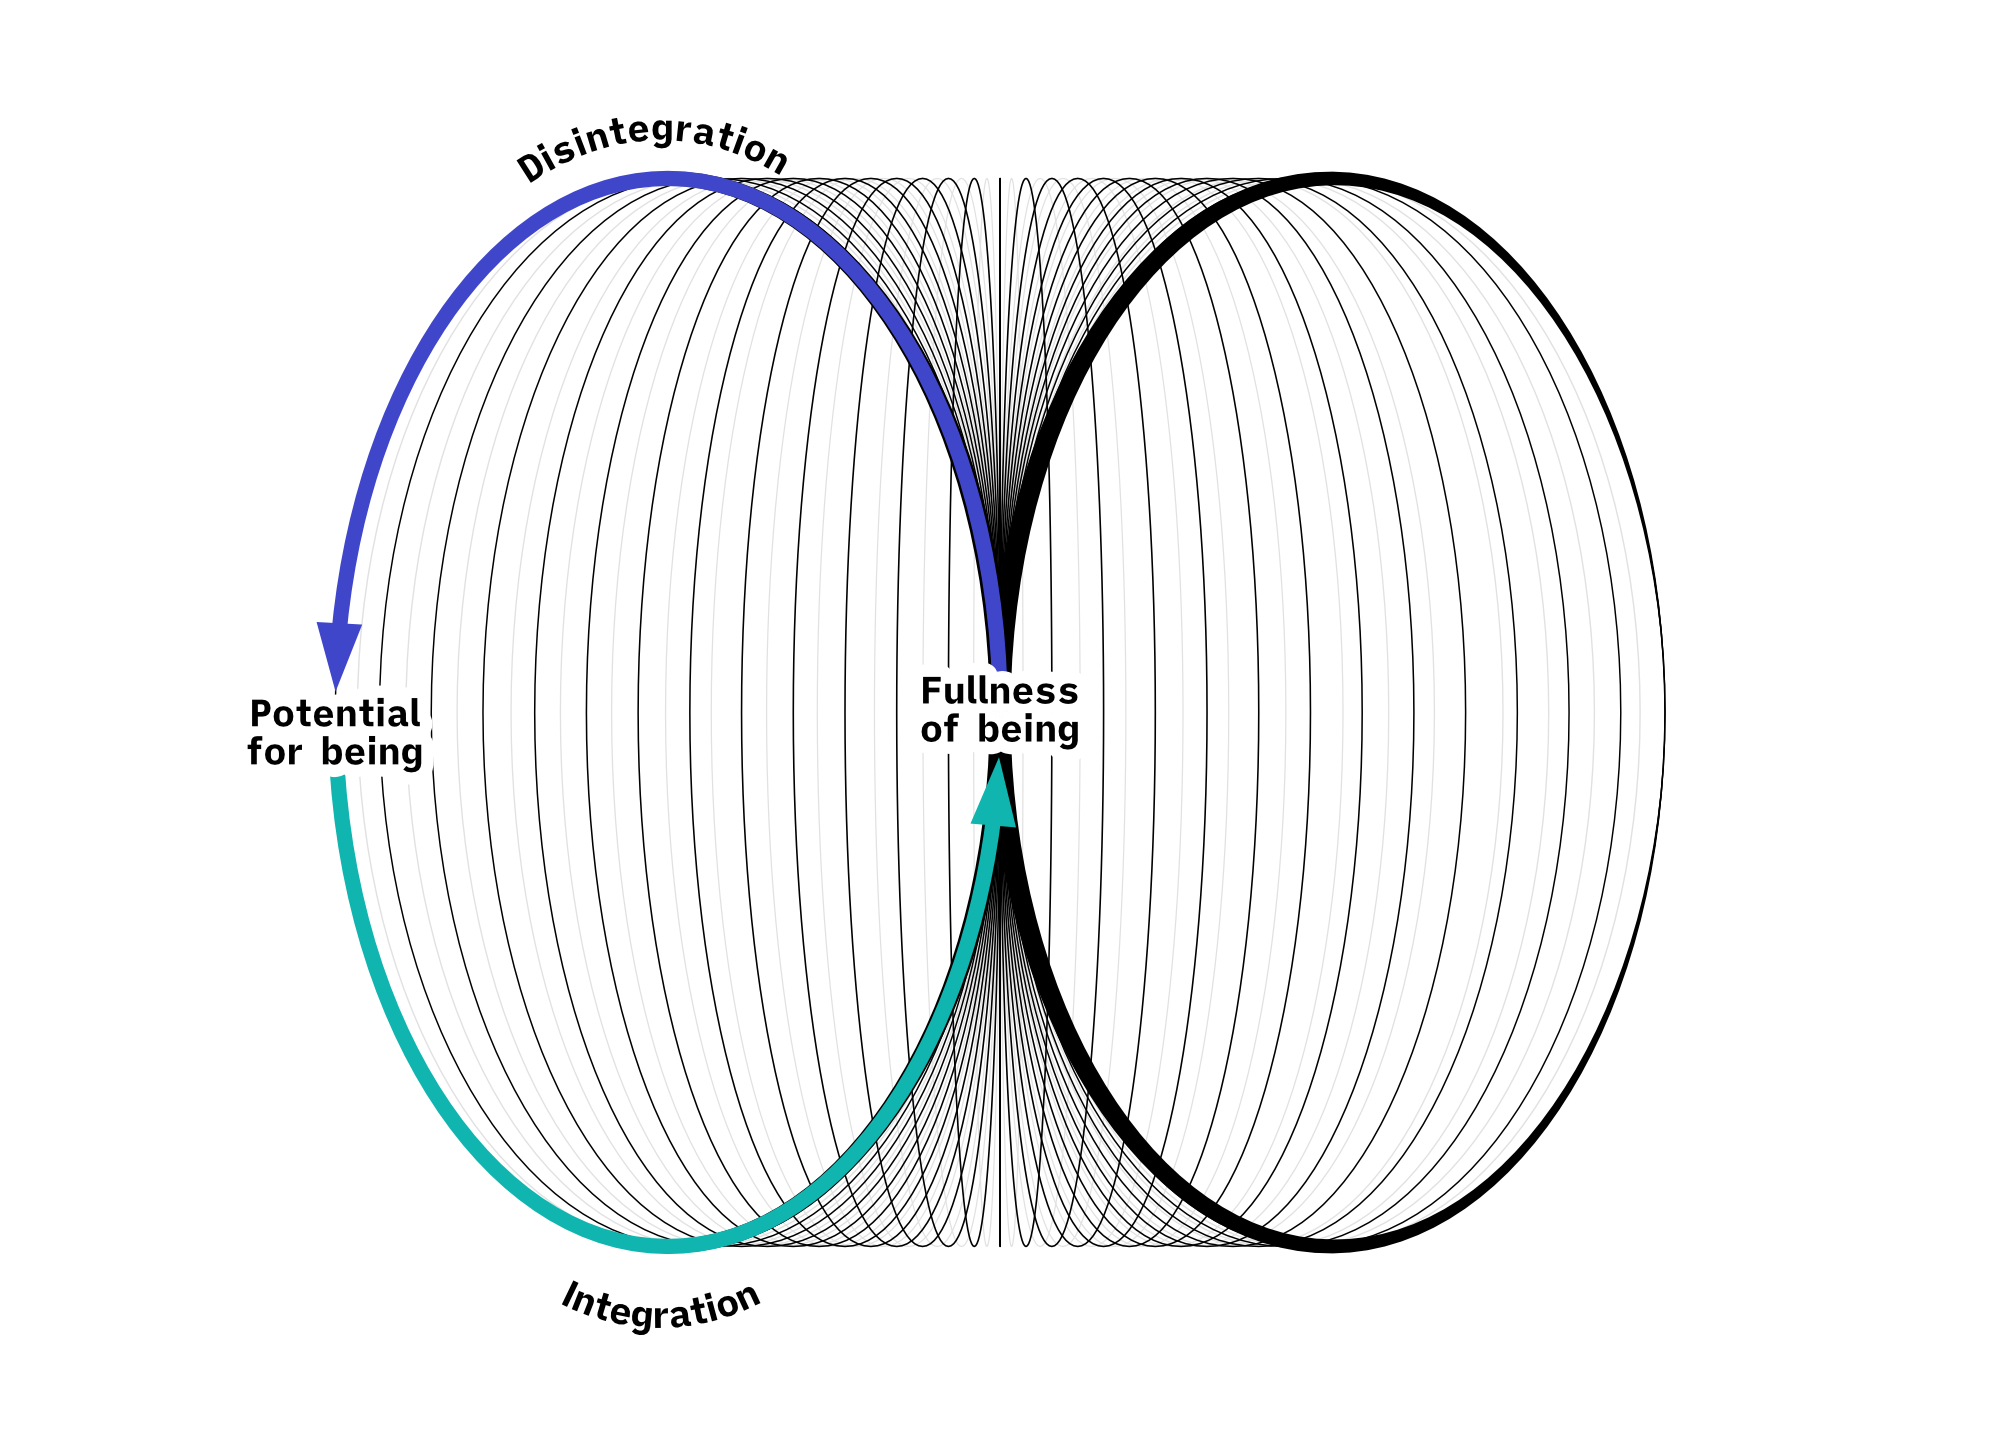 Disintegration
Potential
for being
Fullness
of being
Integration